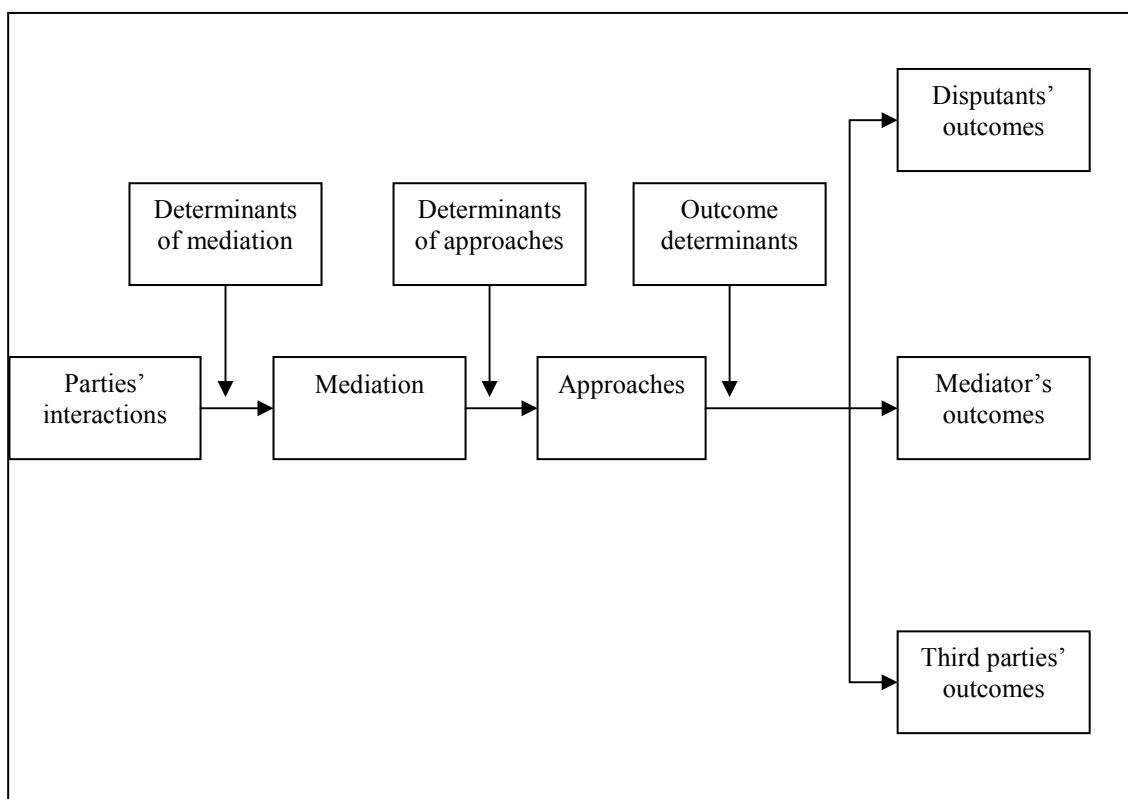 Disputants’
outcomes
Determinants
of mediation
Determinants
of approaches
Outcome
determinants
Parties’
interactions
Mediation
Approaches
Mediator’s
outcomes
Third parties’
outcomes